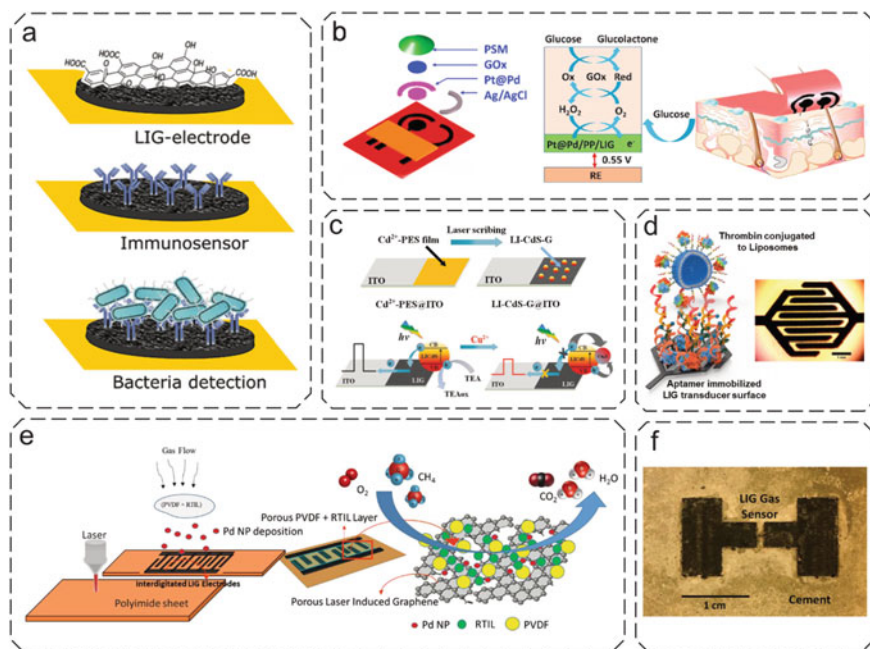 a
HOOC
O
OH
HOOC
OH
COOH
LIG-electrode
Immunosensor
Bacteria detection
b
PSM
GOx
Pt@Pd
Ag/AgCl
Glucose Glucolactone
Ox GOx Red
H2O2 O2
Pt@Pd/PP/LIG e-
0.55 V
RE
Glucose
c
Laser scribing
Cd2+-PES film LI-CdS-G
ITO ITO
Cd2+-PES@ITO LI-CdS-G@ITO
hν Cu2+ hν
CB
ITO LIG TEA ITO LIG
TEAox
d
Thrombin conjugated
to Liposomes
Aptamer immobilized
LIG transducer surface
e
Gas Flow
(PVDF + RTIL)
Pd NP deposition
Laser
Interdigitated LIG Electrodes
Polyimide sheet
O2
CH4
CO2
H2O
Porous PVDF + RTIL Layer
Porous Laser Induced Graphene
Pd NP RTIL PVDF
f
LIG Gas
Sensor
1 cm
Cement